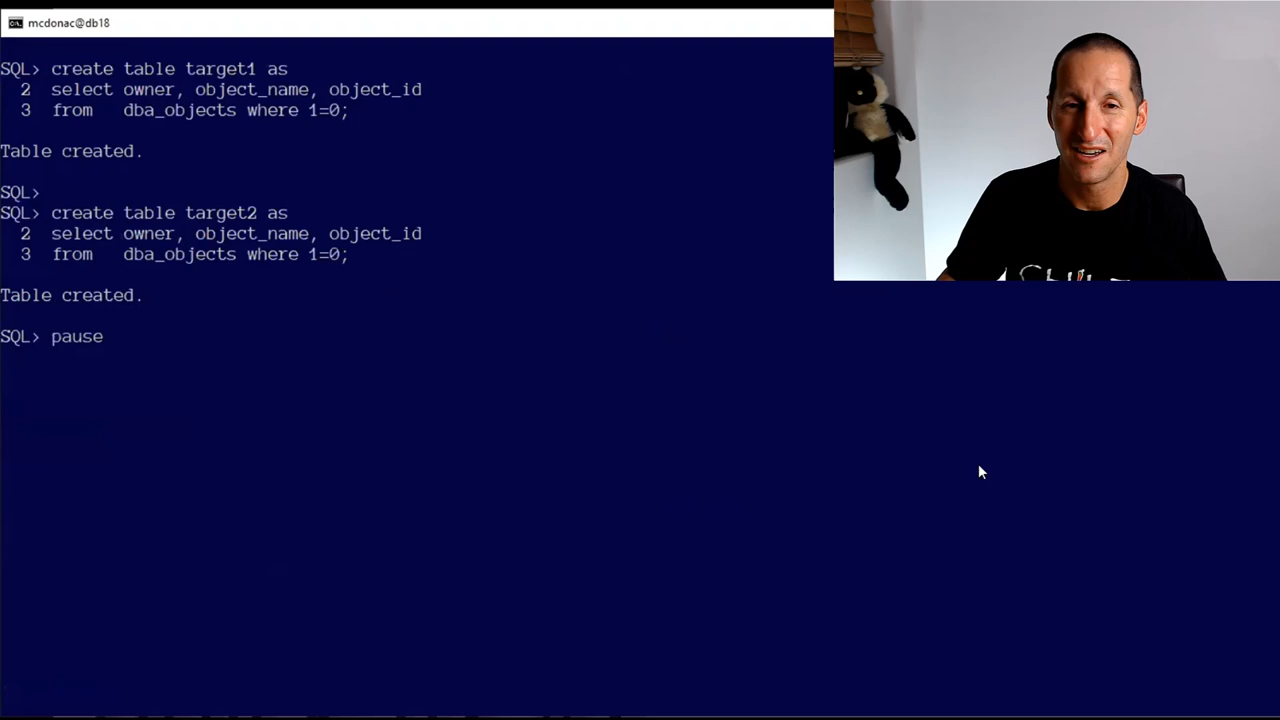 mcdonac@db18
SQL> create table target1 as
2 select owner, object_name, object_id
3 from dba_objects where 1=0;
Table created.
SQL>
SQL> create table target2 as
2 select owner, object_name, object_id
3 from dba_objects where 1=0;
Table created.
SQL> pause